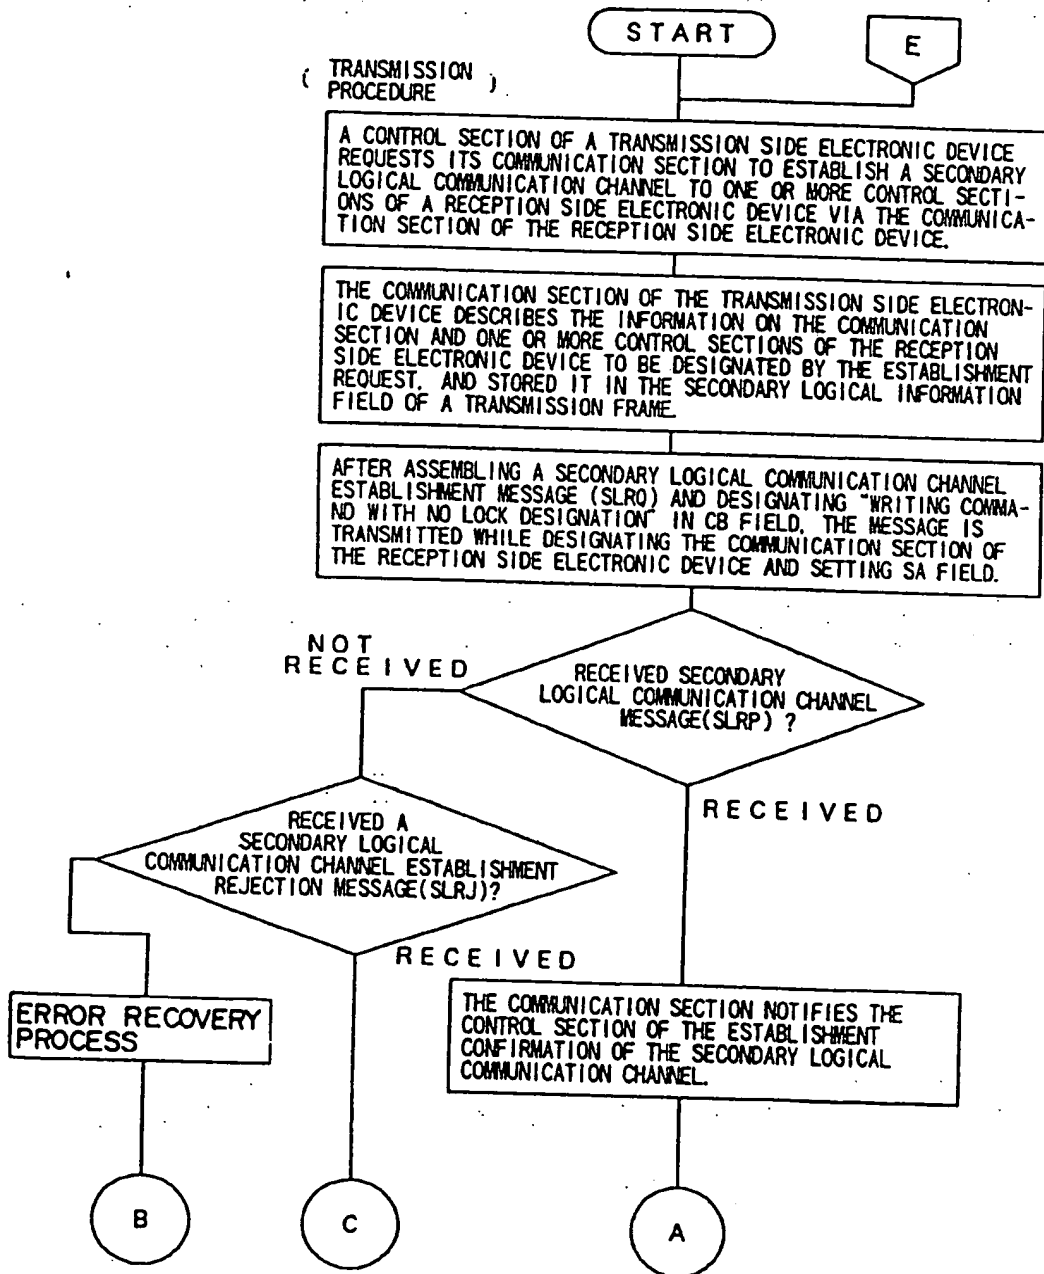 START
E
( TRANSMISSION )
PROCEDURE
A CONTROL SECTION OF A TRANSMISSION SIDE ELECTRONIC DEVICE
REQUESTS ITS COMMUNICATION SECTION TO ESTABLISH A SECONDARY
LOGICAL COMMUNICATION CHANNEL TO ONE OR MORE CONTROL SECTI-
ONS OF A RECEPTION SIDE ELECTRONIC DEVICE VIA THE COMMUNICA-
TION SECTION OF THE RECEPTION SIDE ELECTRONIC DEVICE.
THE COMMUNICATION SECTION OF THE TRANSMISSION SIDE ELECTRON-
IC DEVICE DESCRIBES THE INFORMATION ON THE COMMUNICATION
SECTION AND ONE OR MORE CONTROL SECTIONS OF THE RECEPTION
SIDE ELECTRONIC DEVICE TO BE DESIGNATED BY THE ESTABLISHMENT
REQUEST, AND STORED IT IN THE SECONDARY LOGICAL INFORMATION
FIELD OF A TRANSMISSION FRAME.
AFTER ASSEMBLING A SECONDARY LOGICAL COMMUNICATION CHANNEL
ESTABLISHMENT MESSAGE (SLRQ) AND DESIGNATING "WRITING COMMA-
ND WITH NO LOCK DESIGNATION" IN CB FIELD, THE MESSAGE IS
TRANSMITTED WHILE DESIGNATING THE COMMUNICATION SECTION OF
THE RECEPTION SIDE ELECTRONIC DEVICE AND SETTING SA FIELD.
NOT
RECEIVED
RECEIVED SECONDARY
LOGICAL COMMUNICATION CHANNEL
MESSAGE(SLRP) ?
RECEIVED
RECEIVED A
SECONDARY LOGICAL
COMMUNICATION CHANNEL ESTABLISHMENT
REJECTION MESSAGE(SLRJ)?
RECEIVED
ERROR RECOVERY
PROCESS
THE COMMUNICATION SECTION NOTIFIES THE
CONTROL SECTION OF THE ESTABLISHMENT
CONFIRMATION OF THE SECONDARY LOGICAL
COMMUNICATION CHANNEL.
B
C
A